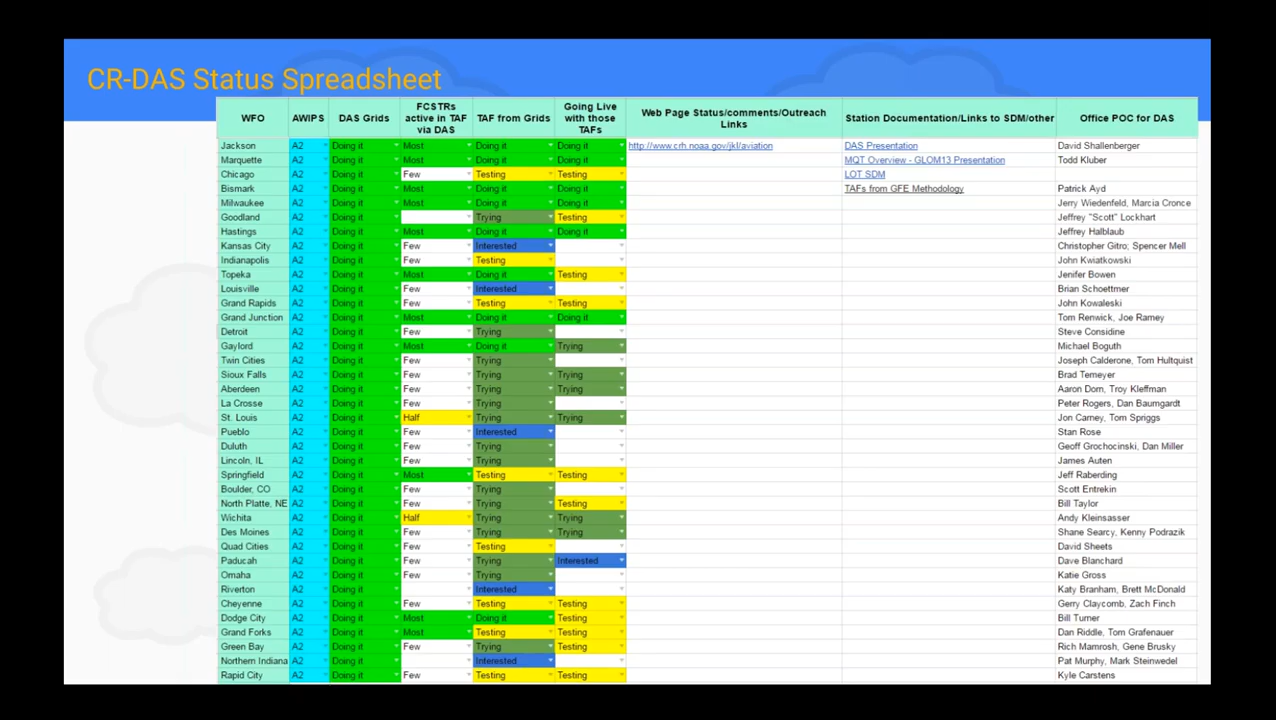 CR-DAS Status Spreadsheet
WFO AWIPS DAS Grids FCSTRs active in TAF via DAS TAF from Grids Going Live with those TAFs Web Page Status/comments/Outreach Links Station Documentation/Links to SDM/other Office POC for DAS
Jackson A2 Doing it Most Doing it Doing it http://www.crh.noaa.gov/jkl/aviation DAS Presentation David Shallenberger
Marquette A2 Doing it Most Doing it Doing it MQT Overview - GLOM13 Presentation Todd Kluber
Chicago A2 Doing it Few Testing Testing LOT SDM
Bismark A2 Doing it Most Doing it Doing it TAFs from GFE Methodology Patrick Ayd
Milwaukee A2 Doing it Most Doing it Doing it Jerry Wiedenfeld, Marcia Cronce
Goodland A2 Doing it Trying Testing Jeffrey "Scott" Lockhart
Hastings A2 Doing it Most Doing it Doing it Jeffrey Halblaub
Kansas City A2 Doing it Few Interested Christopher Gitro; Spencer Mell
Indianapolis A2 Doing it Few Testing John Kwiatkowski
Topeka A2 Doing it Most Doing it Testing Jenifer Bowen
Louisville A2 Doing it Few Interested Brian Schoettmer
Grand Rapids A2 Doing it Few Testing Testing John Kowaleski
Grand Junction A2 Doing it Most Doing it Doing it Tom Renwick, Joe Ramey
Detroit A2 Doing it Few Trying Steve Considine
Gaylord A2 Doing it Most Doing it Trying Michael Boguth
Twin Cities A2 Doing it Few Trying Joseph Calderone, Tom Hultquist
Sioux Falls A2 Doing it Few Trying Trying Brad Temeyer
Aberdeen A2 Doing it Few Trying Trying Aaron Dorn, Troy Kleffman
La Crosse A2 Doing it Few Trying Peter Rogers, Dan Baumgardt
St. Louis A2 Doing it Half Trying Trying Jon Carney, Tom Spriggs
Pueblo A2 Doing it Few Interested Stan Rose
Duluth A2 Doing it Few Trying Geoff Grochocinski, Dan Miller
Lincoln, IL A2 Doing it Few Trying James Auten
Springfield A2 Doing it Most Testing Testing Jeff Raberding
Boulder, CO A2 Doing it Few Trying Scott Entrekin
North Platte, NE A2 Doing it Few Trying Testing Bill Taylor
Wichita A2 Doing it Half Trying Trying Andy Kleinsasser
Des Moines A2 Doing it Few Trying Trying Shane Searcy, Kenny Podrazik
Quad Cities A2 Doing it Few Testing David Sheets
Paducah A2 Doing it Few Trying Interested Dave Blanchard
Omaha A2 Doing it Few Trying Katie Gross
Riverton A2 Doing it Interested Katy Branham, Brett McDonald
Cheyenne A2 Doing it Few Testing Testing Gerry Claycomb, Zach Finch
Dodge City A2 Doing it Most Doing it Testing Bill Turner
Grand Forks A2 Doing it Most Testing Testing Dan Riddle, Tom Grafenauer
Green Bay A2 Doing it Few Trying Testing Rich Mamrosh, Gene Brusky
Northern Indiana A2 Doing it Interested Pat Murphy, Mark Steinwedel
Rapid City A2 Doing it Few Testing Testing Kyle Carstens